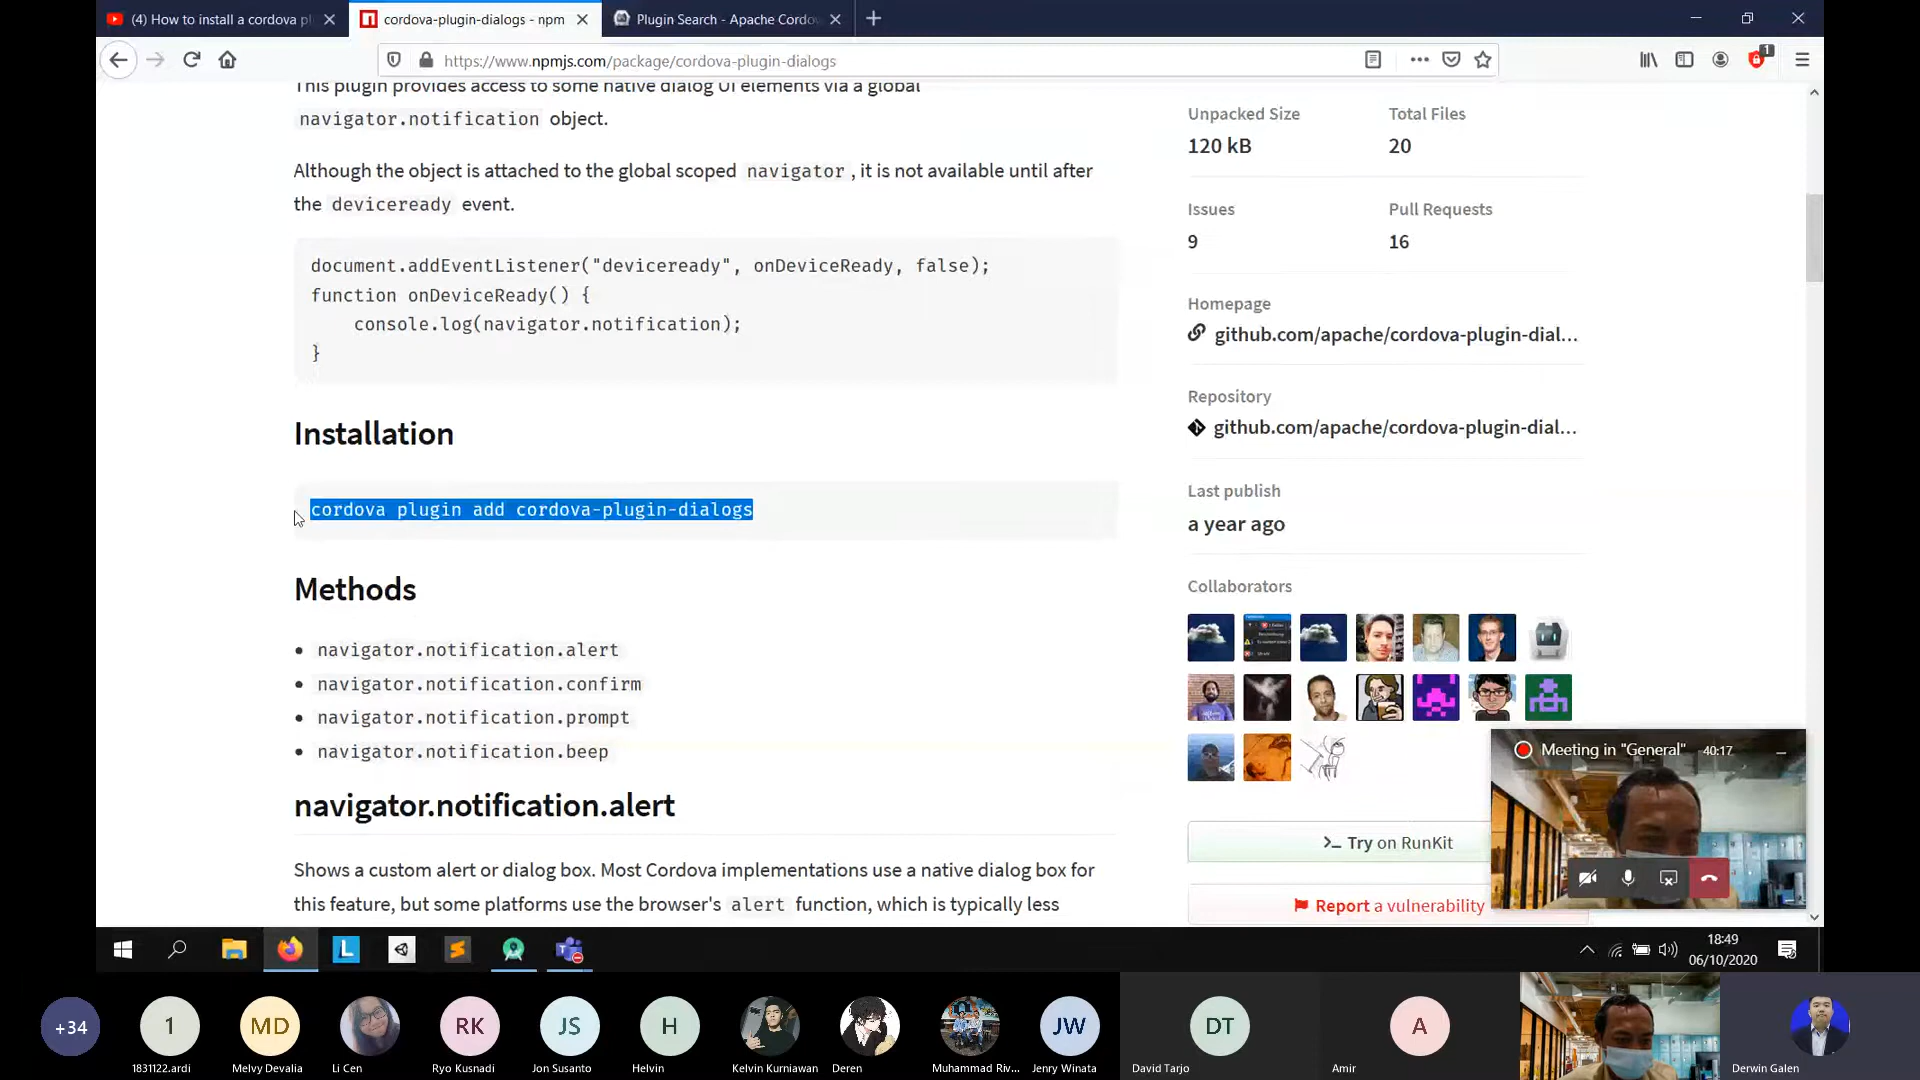 (4) How to install a cordova pl
cordova-plugin-dialogs - npm
Plugin Search - Apache Cordo
https://www.npmjs.com/package/cordova-plugin-dialogs
1
This plugin provides access to some native dialog UI elements via a global
navigator.notification object.
Although the object is attached to the global scoped navigator, it is not available until after
the deviceready event.
document.addEventListener("deviceready", onDeviceReady, false);
function onDeviceReady() {
    console.log(navigator.notification);
}
Installation
cordova plugin add cordova-plugin-dialogs
Methods
navigator.notification.alert
navigator.notification.confirm
navigator.notification.prompt
navigator.notification.beep
navigator.notification.alert
Shows a custom alert or dialog box. Most Cordova implementations use a native dialog box for
this feature, but some platforms use the browser's alert function, which is typically less
Unpacked Size
120 kB
Total Files
20
Issues
9
Pull Requests
16
Homepage
github.com/apache/cordova-plugin-dial...
Repository
github.com/apache/cordova-plugin-dial...
Last publish
a year ago
Collaborators
Try on RunKit
Report a vulnerability
Meeting in "General"
40:17
L
18:49
06/10/2020
+34
1
1831122.ardi
MD
Melvy Devalia
Li Cen
RK
Ryo Kusnadi
JS
Jon Susanto
H
Helvin
Kelvin Kurniawan
Deren
Muhammad Riv...
JW
Jenry Winata
DT
David Tarjo
A
Amir
Derwin Galen